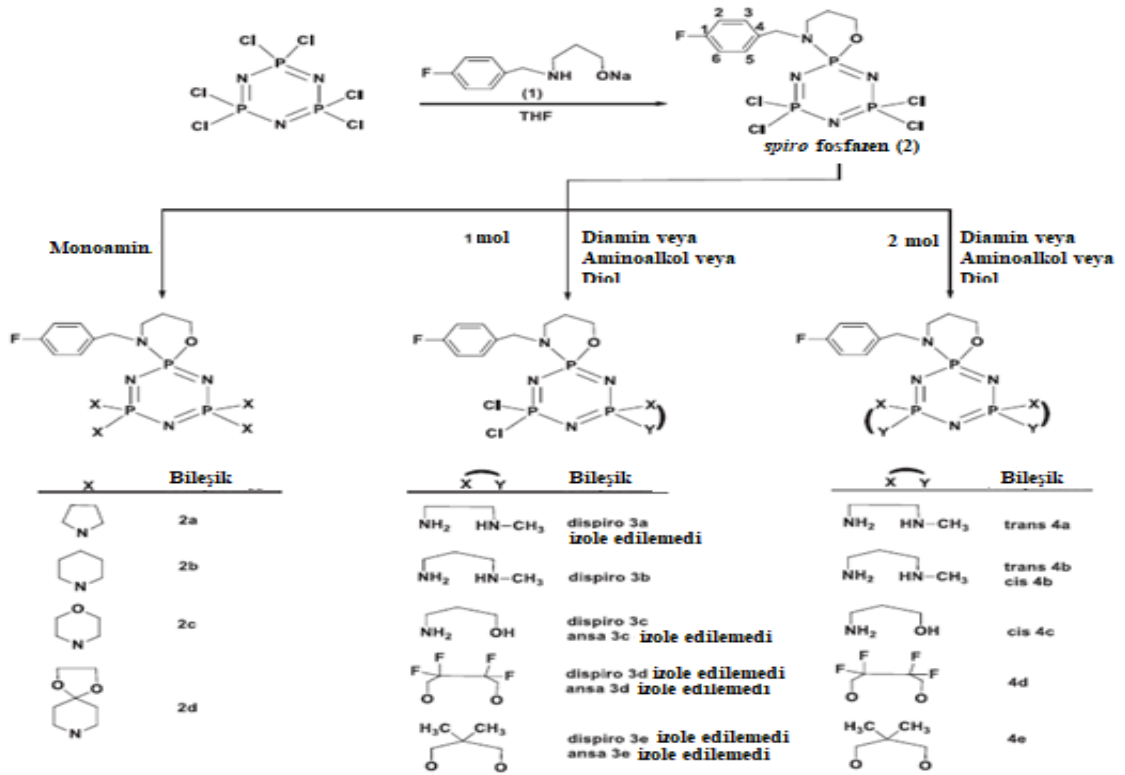 Cl Cl
P
N N
Cl P P Cl
Cl N Cl
F NH ONa
(1)
THF
2 3
F 1 4 N O
6 5 P
N N
Cl P P Cl
Cl N Cl
spiro fosfazen (2)
Monoamin
1 mol
Diamin veya
Aminoalkol veya
Diol
2 mol
Diamin veya
Aminoalkol veya
Diol
F N O
P
N N
X P P X
X N X
F N O
P
N N
Cl P P X
Cl N Y
F N O
P
N N
X P P X
Y N Y
X Bileşik
N 2a
N 2b
O
N 2c
O O
N 2d
X Y Bileşik
NH2 HN-CH3 dispiro 3a
izole edilemedi
NH2 HN-CH3 dispiro 3b
NH2 OH dispiro 3c
ansa 3c izole edilemedi
F F F F
O O dispiro 3d izole edilemedi
ansa 3d izole edilemedi
H3C CH3
O O dispiro 3e izole edilemedi
ansa 3e izole edilemedi
X Y Bileşik
NH2 HN-CH3 trans 4a
NH2 HN-CH3 trans 4b
cis 4b
NH2 OH cis 4c
F F F F
O O 4d
H3C CH3
O O 4e